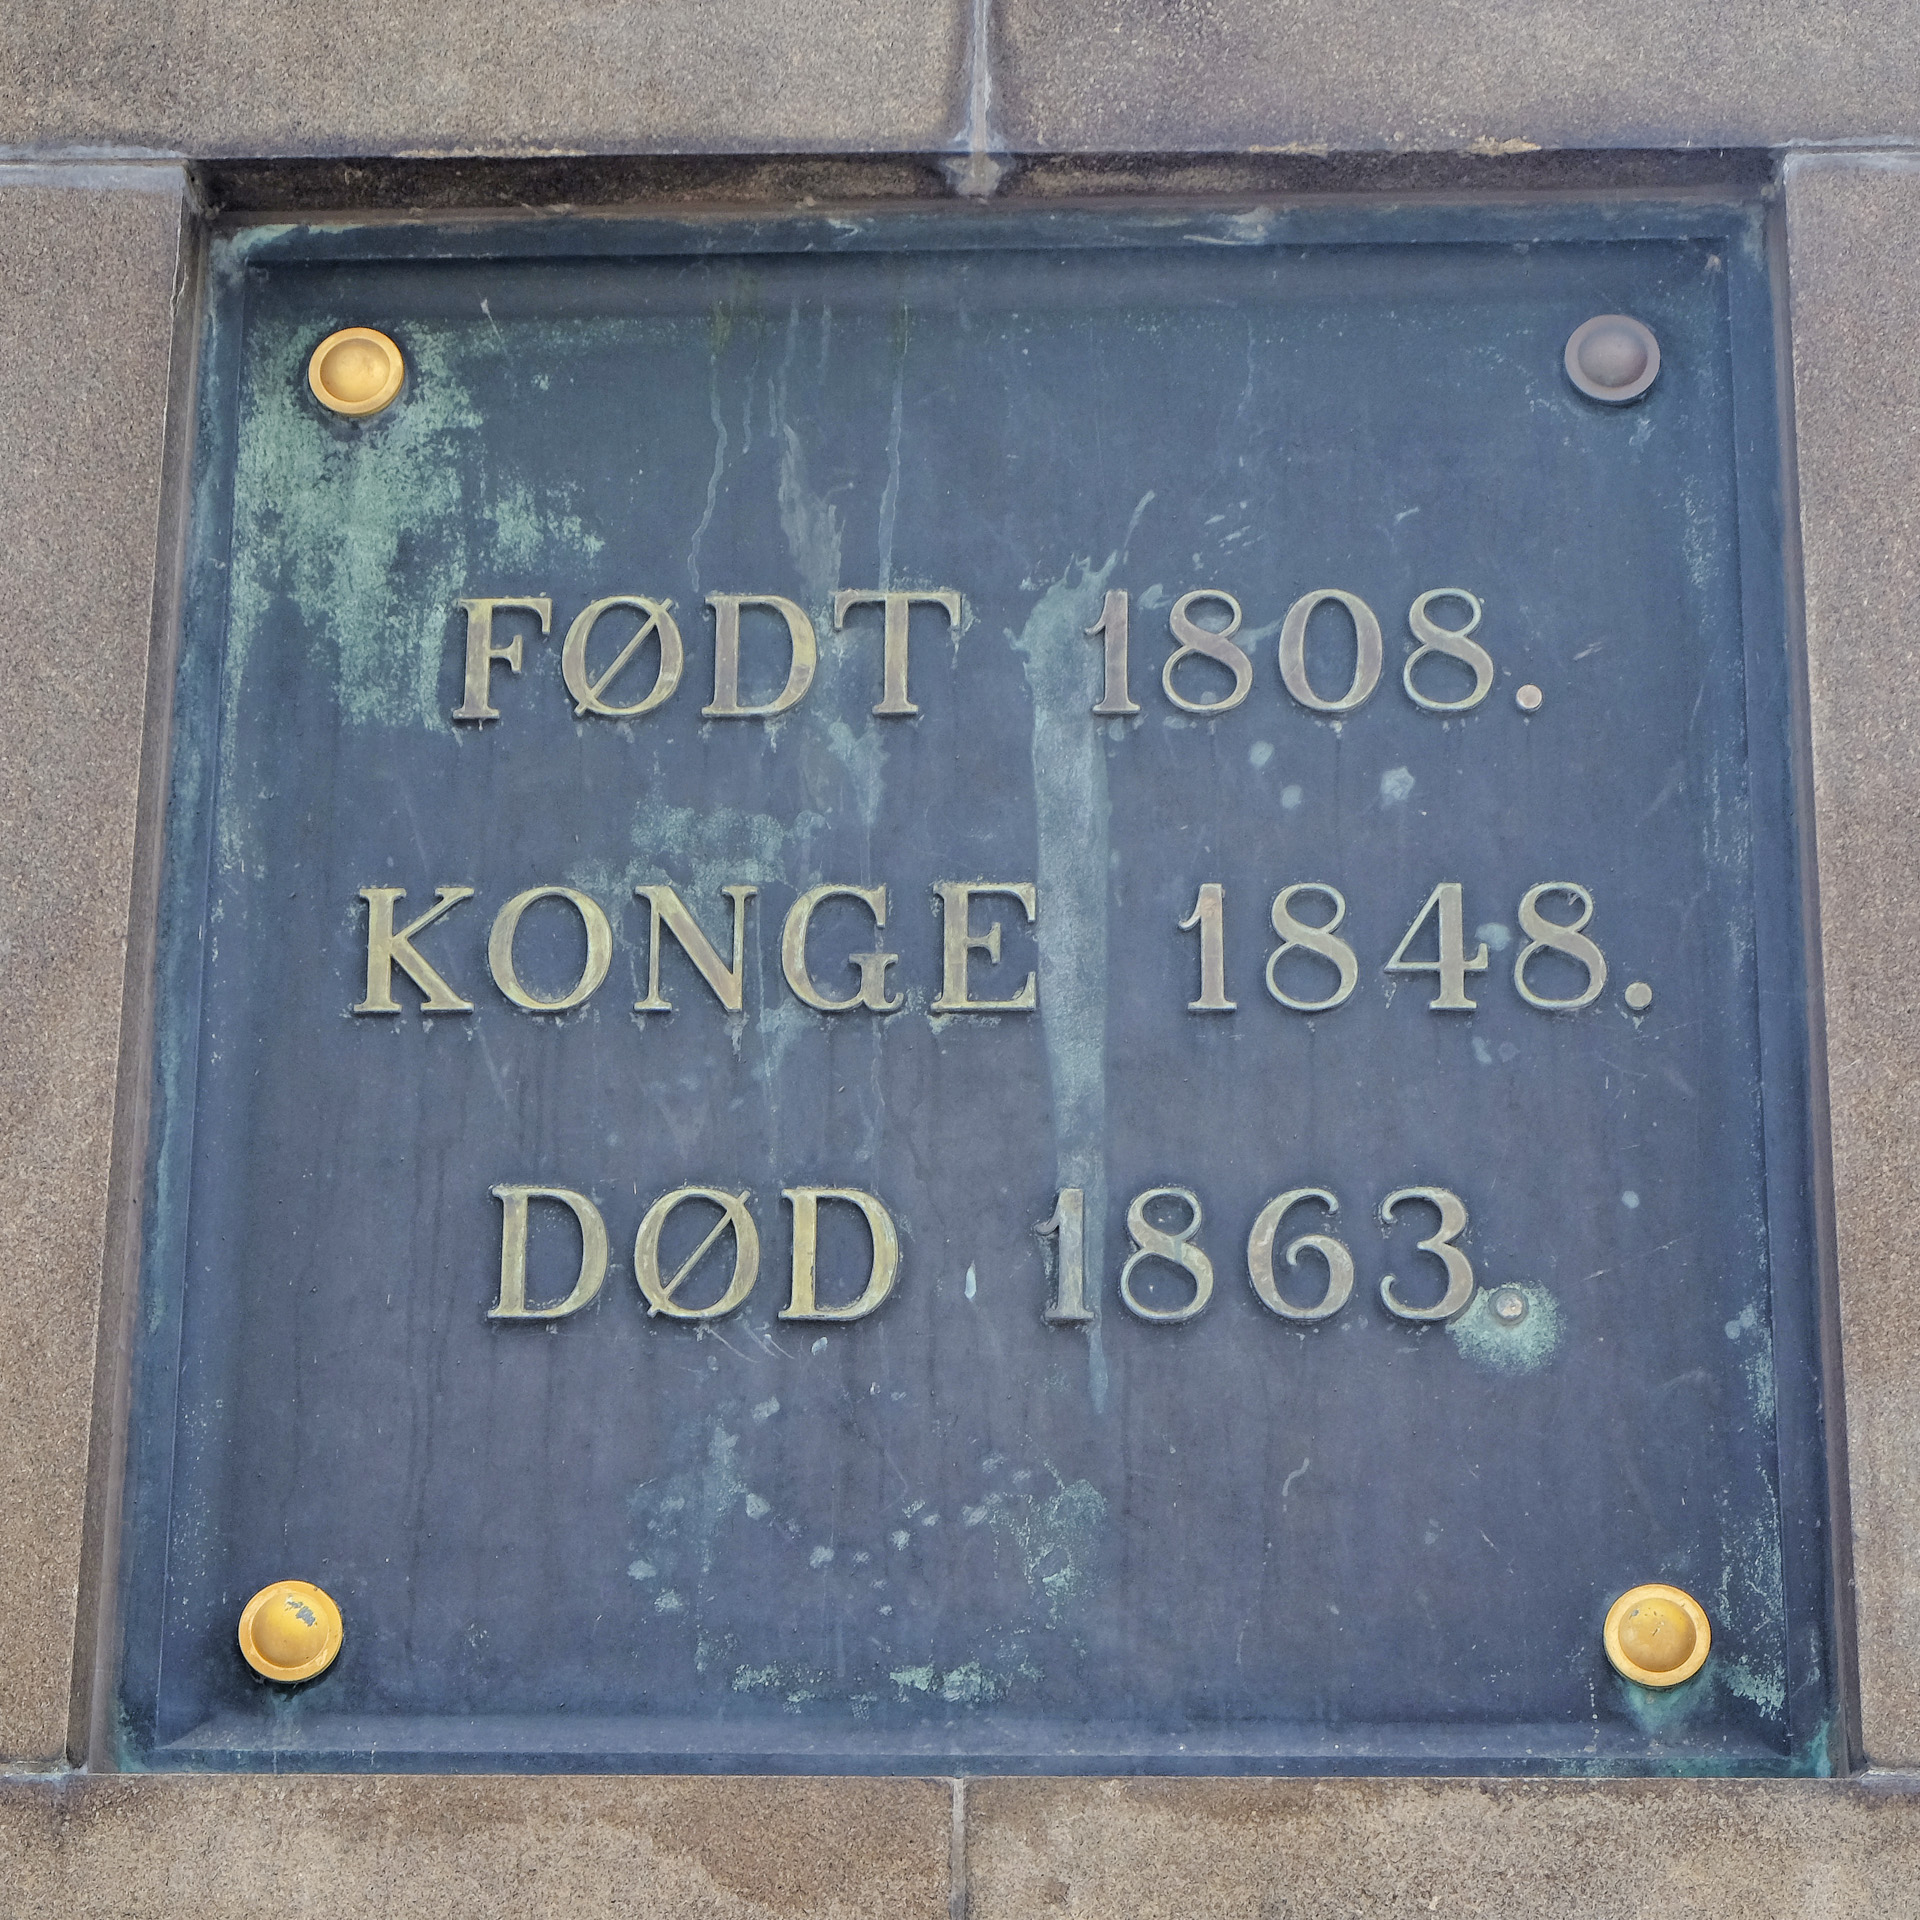 FØDT 1808.
KONGE 1848.
DØD 1863.